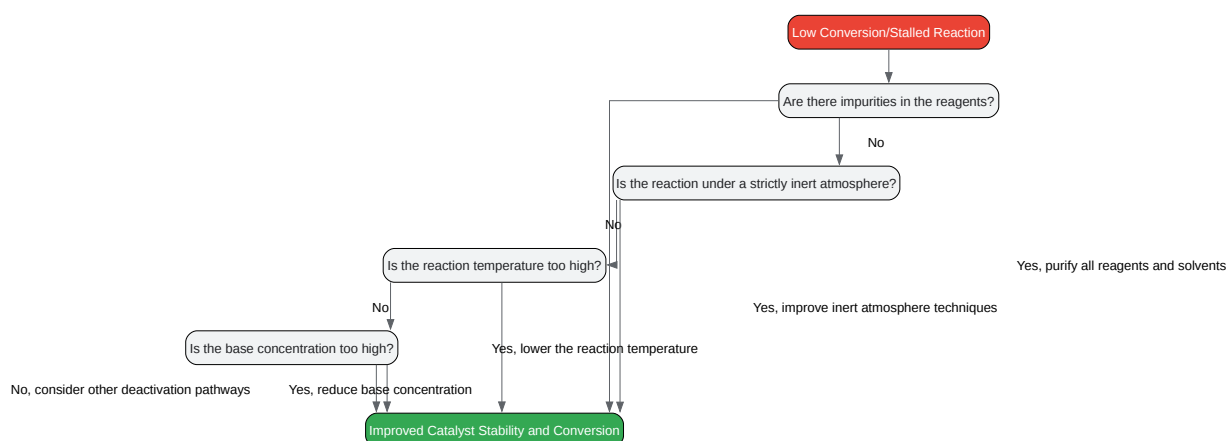 Low Conversion/Stalled Reaction
Are there impurities in the reagents?
No
Is the reaction under a strictly inert atmosphere?
No
Is the reaction temperature too high?
Yes, purify all reagents and solvents
No
Yes, improve inert atmosphere techniques
Is the base concentration too high?
Yes, lower the reaction temperature
No, consider other deactivation pathways
Yes, reduce base concentration
Improved Catalyst Stability and Conversion